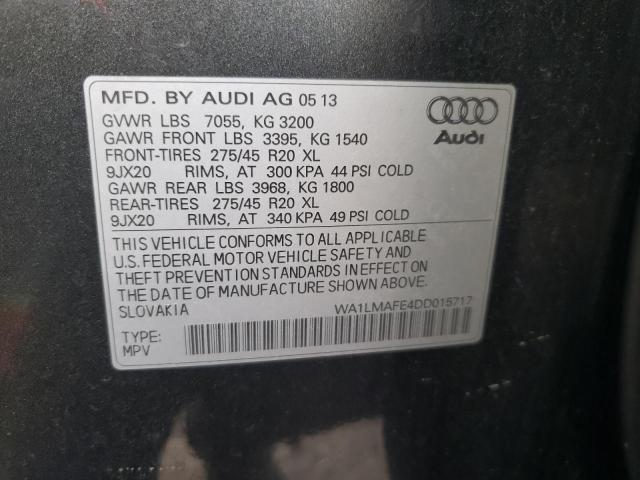 MFD. BY AUDI AG 05 13
GVWR LBS 7055, KG 3200
GAWR FRONT LBS 3395, KG 1540
FRONT-TIRES 275/45 R20 XL
9JX20 RIMS, AT 300 KPA 44 PSI COLD
GAWR REAR LBS 3968, KG 1800
REAR-TIRES 275/45 R20 XL
9JX20 RIMS, AT 340 KPA 49 PSI COLD
Audi
THIS VEHICLE CONFORMS TO ALL APPLICABLE
U.S. FEDERAL MOTOR VEHICLE SAFETY AND
THEFT PREVENTION STANDARDS IN EFFECT ON
THE DATE OF MANUFACTURE SHOWN ABOVE.
SLOVAKIA
WA1LMAFE4DD015717
TYPE:
MPV